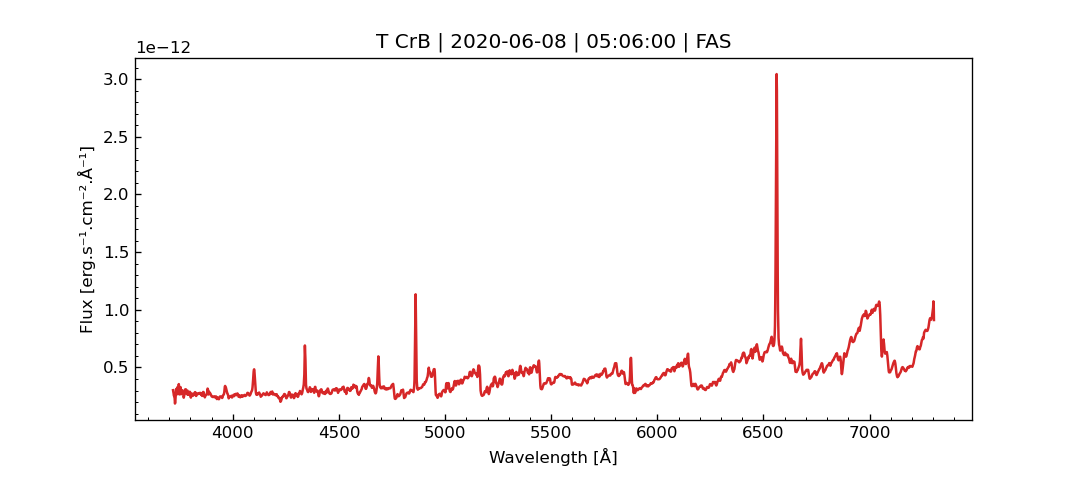 T CrB | 2020-06-08 | 05:06:00 | FAS
1e−12
3.0
2.5
2.0
1.5
1.0
0.5
Flux [erg.s⁻¹.cm⁻².Å⁻¹]
4000 4500 5000 5500 6000 6500 7000
Wavelength [Å]